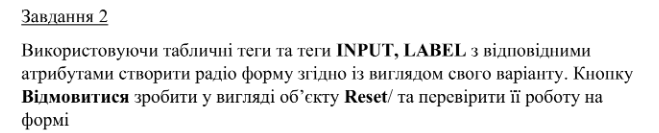 Завдання 2
Використовуючи табличні теги та теги INPUT, LABEL з відповідними
атрибутами створити радіо форму згідно із виглядом свого варіанту. Кнопку
Відмовитися зробити у вигляді об’єкту Reset/ та перевірити її роботу на
формі